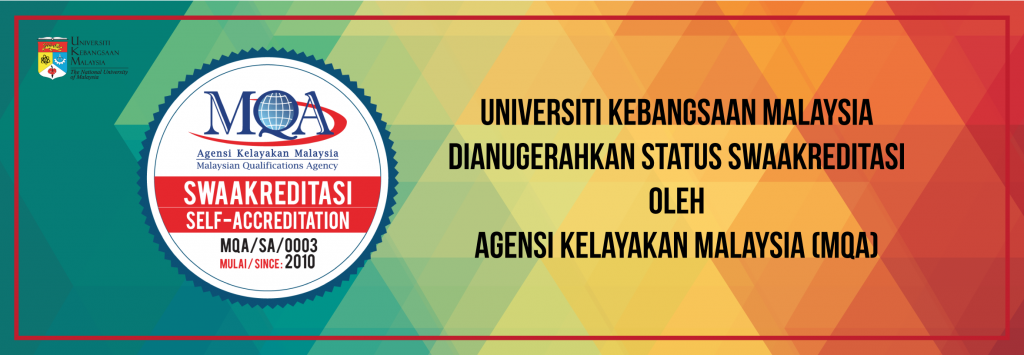 UNIVERSITI
KEBANGSAAN
MALAYSIA
The National University
of Malaysia
MQA
Agensi Kelayakan Malaysia
Malaysian Qualifications Agency
SWAAKREDITASI
SELF-ACCREDITATION
MQA/SA/0003
MULAI/SINCE: 2010
UNIVERSITI KEBANGSAAN MALAYSIA
DIANUGERAHKAN STATUS SWAAKREDITASI
OLEH
AGENSI KELAYAKAN MALAYSIA (MQA)